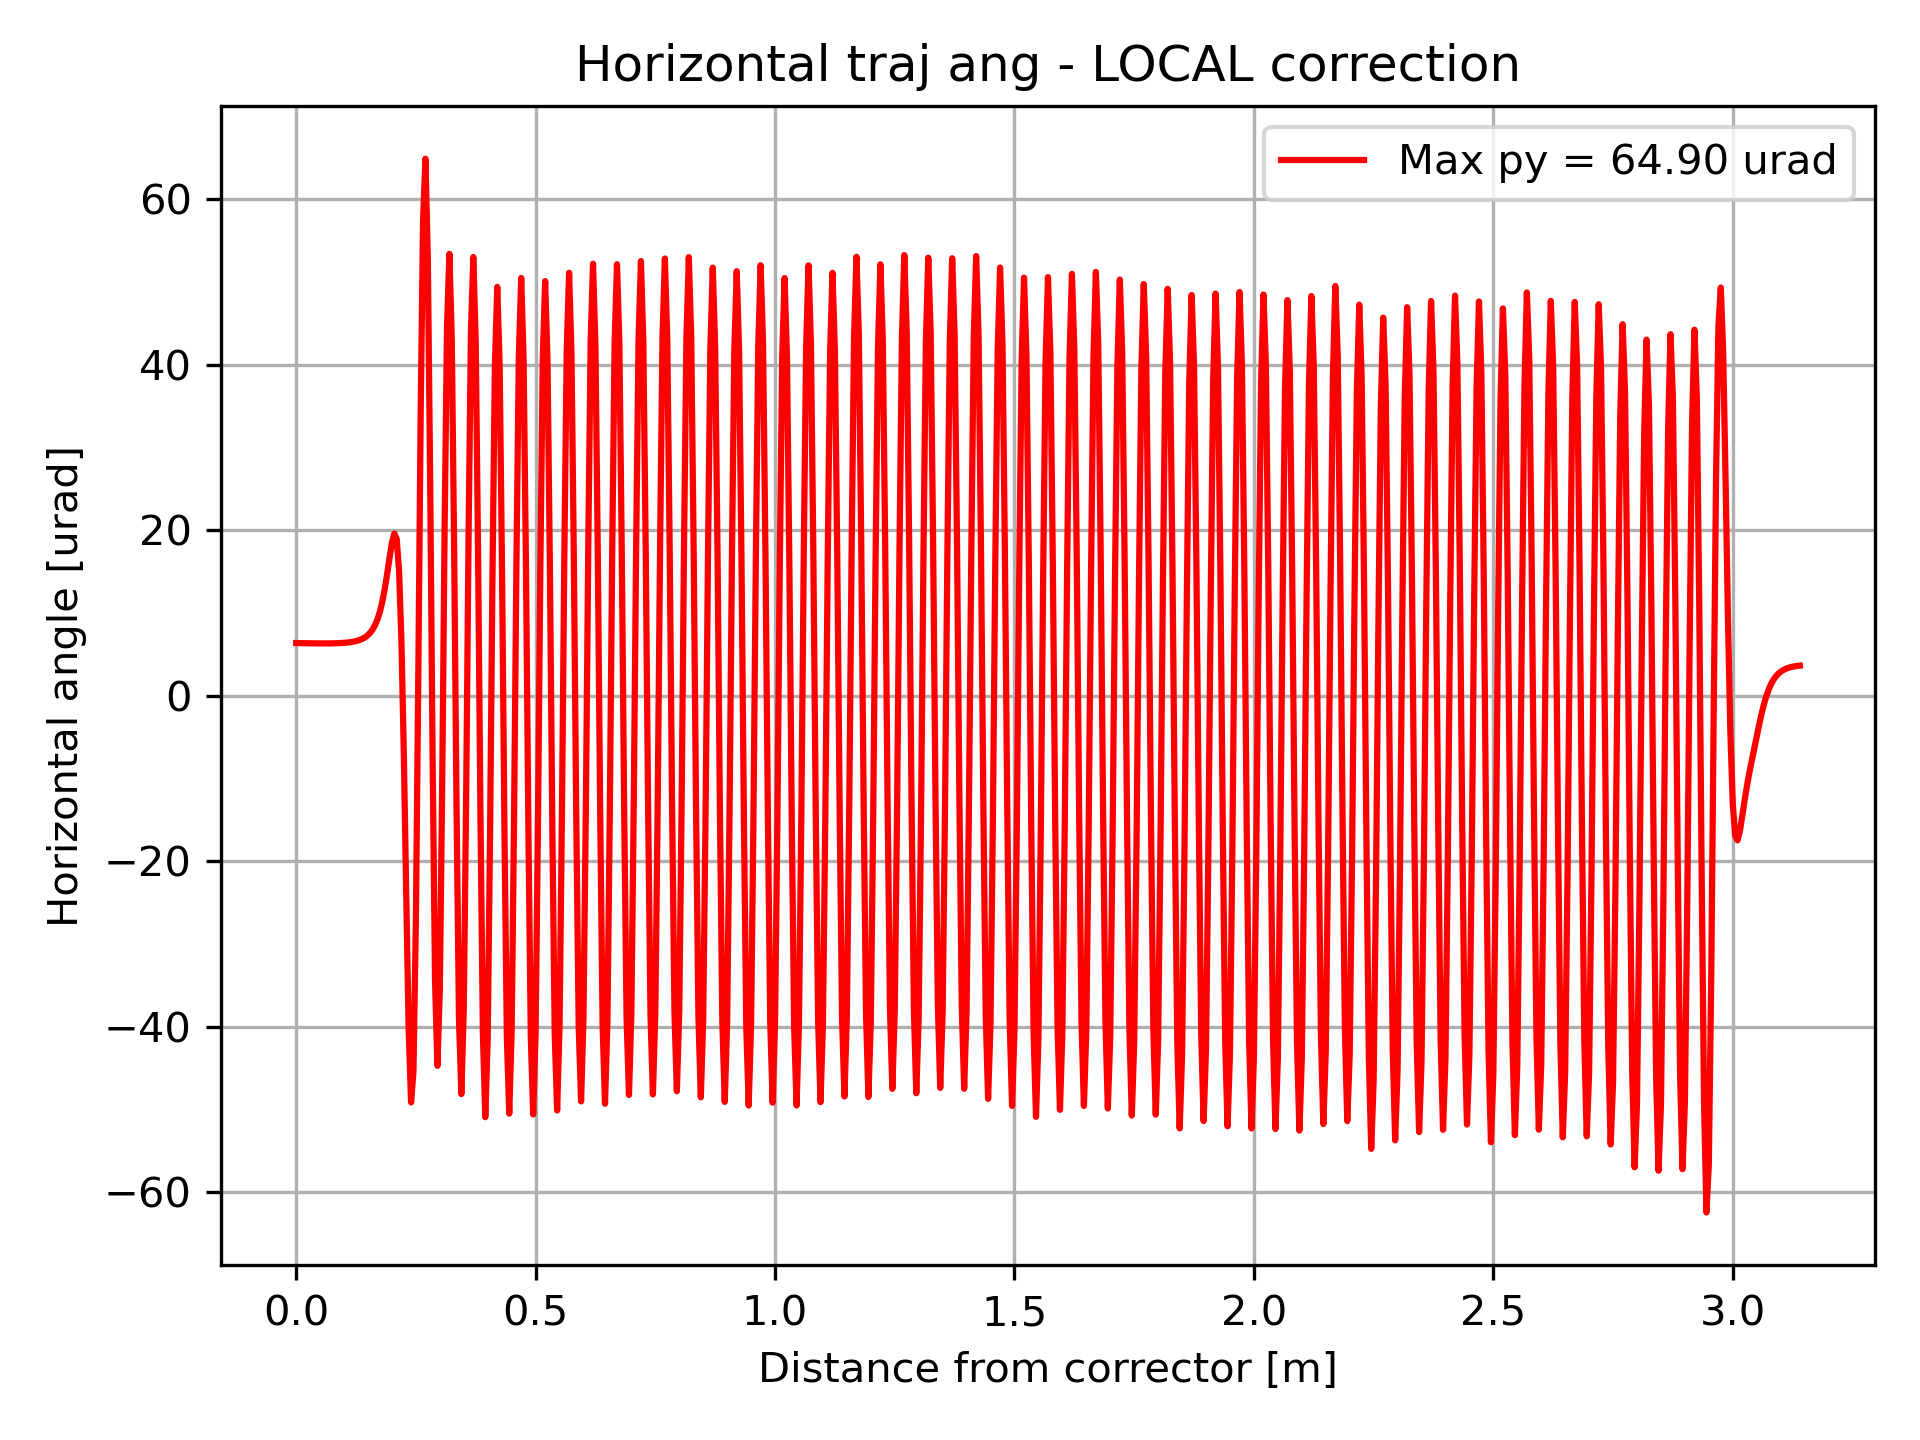 Horizontal traj ang - LOCAL correction
Max py = 64.90 urad
60
40
20
0
−20
−40
−60
Horizontal angle [urad]
0.0 0.5 1.0 1.5 2.0 2.5 3.0
Distance from corrector [m]